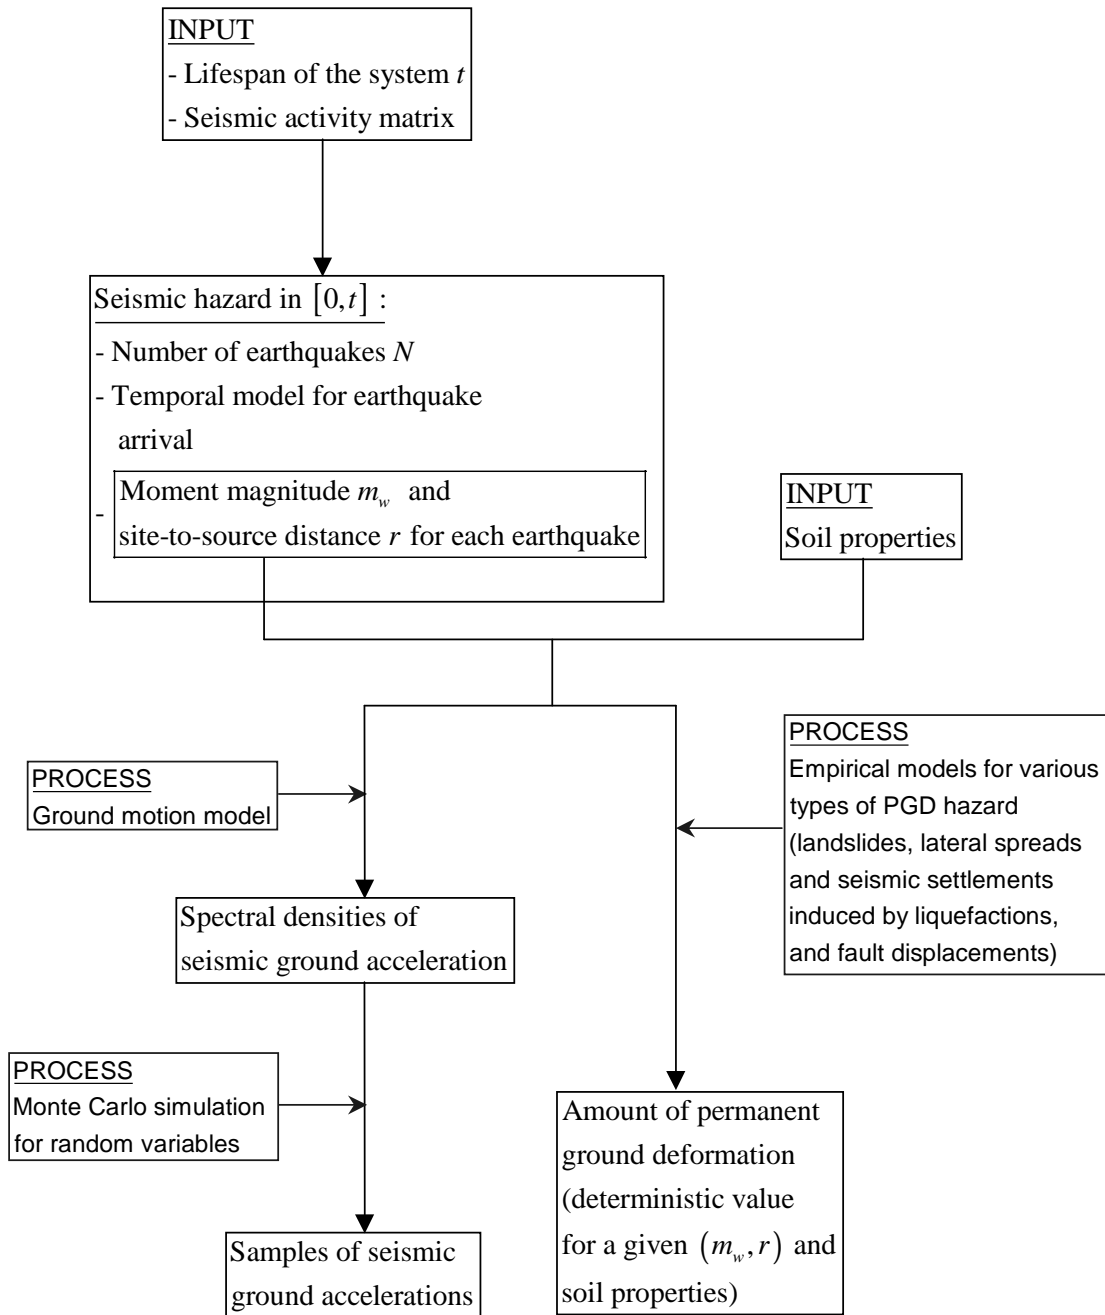 INPUT
- Lifespan of the system t
- Seismic activity matrix
Seismic hazard in [0,t] :
- Number of earthquakes N
- Temporal model for earthquake
arrival
- Moment magnitude m_w and
site-to-source distance r for each earthquake
INPUT
Soil properties
PROCESS
Ground motion model
PROCESS
Empirical models for various
types of PGD hazard
(landslides, lateral spreads
and seismic settlements
induced by liquefactions,
and fault displacements)
Spectral densities of
seismic ground acceleration
PROCESS
Monte Carlo simulation
for random variables
Amount of permanent
ground deformation
(deterministic value
for a given (m_w,r) and
soil properties)
Samples of seismic
ground accelerations